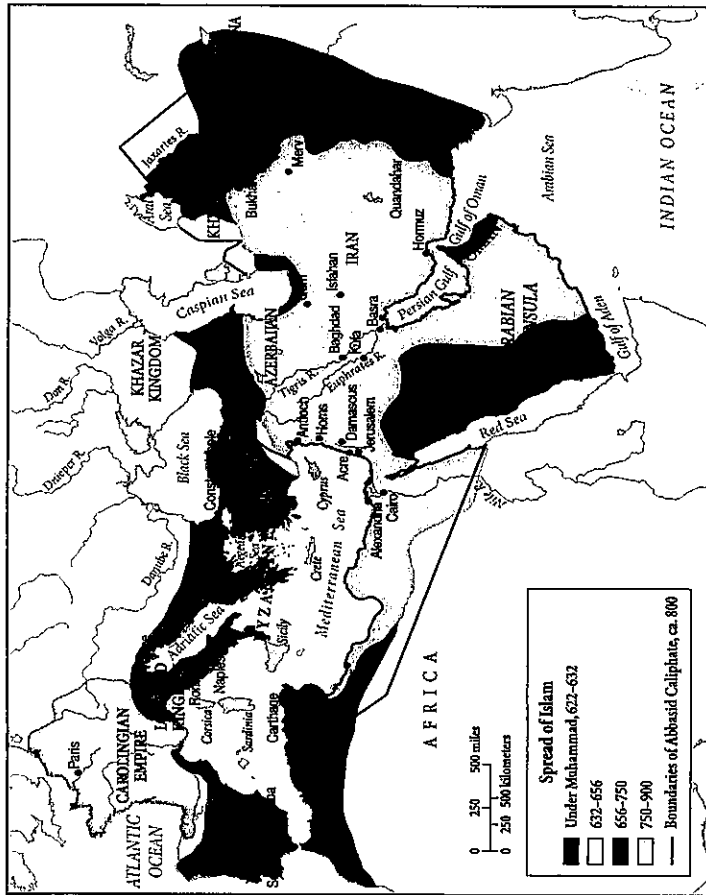 ATLANTIC
OCEAN
Paris
CAROLINGIAN
EMPIRE
Corsica
Sardinia
Naples
Sicily
Carthage
Adriatic Sea
Danube R.
Dnieper R.
Don R.
Volga R.
KHAZAR
KINGDOM
Black Sea
Caspian Sea
Aral
Sea
Jaxartes R.
Crete
Cyprus
Mediterranean Sea
AZERBAIJAN
Antioch
Homs
Damascus
Acre
Jerusalem
Alexandria
Cairo
Nile R.
Tigris R.
Euphrates R.
Baghdad
Kufa
Basra
Isfahan
IRAN
Merv
Quandahar
Hormuz
Persian Gulf
Gulf of Oman
Arabian Sea
Red Sea
Gulf of Aden
INDIAN OCEAN
AFRICA
0 250 500 miles
0 250 500 kilometers
Spread of Islam
Under Muhammad, 622–632
632–656
656–750
750–900
Boundaries of Abbasid Caliphate, ca. 800